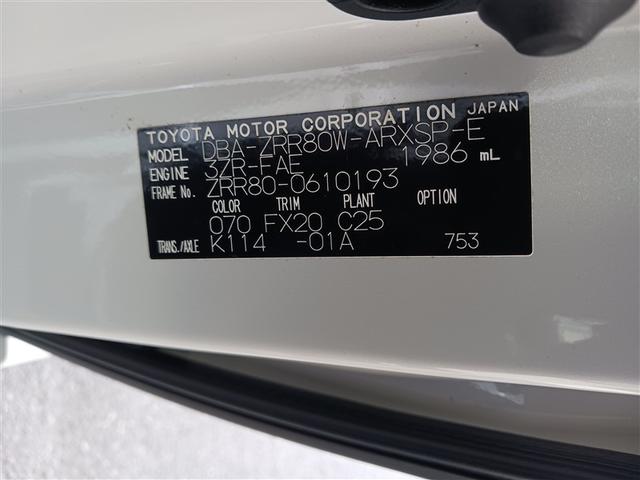 TOYOTA MOTOR CORPORATION JAPAN
MODEL DBA-ZRR80W-ARXSP-E
ENGINE 3ZR-FAE 1986 mL
FRAME No. ZRR80-0610193
COLOR TRIM PLANT OPTION
070 FX20 C25
TRANS./AXLE K114 -01A 753